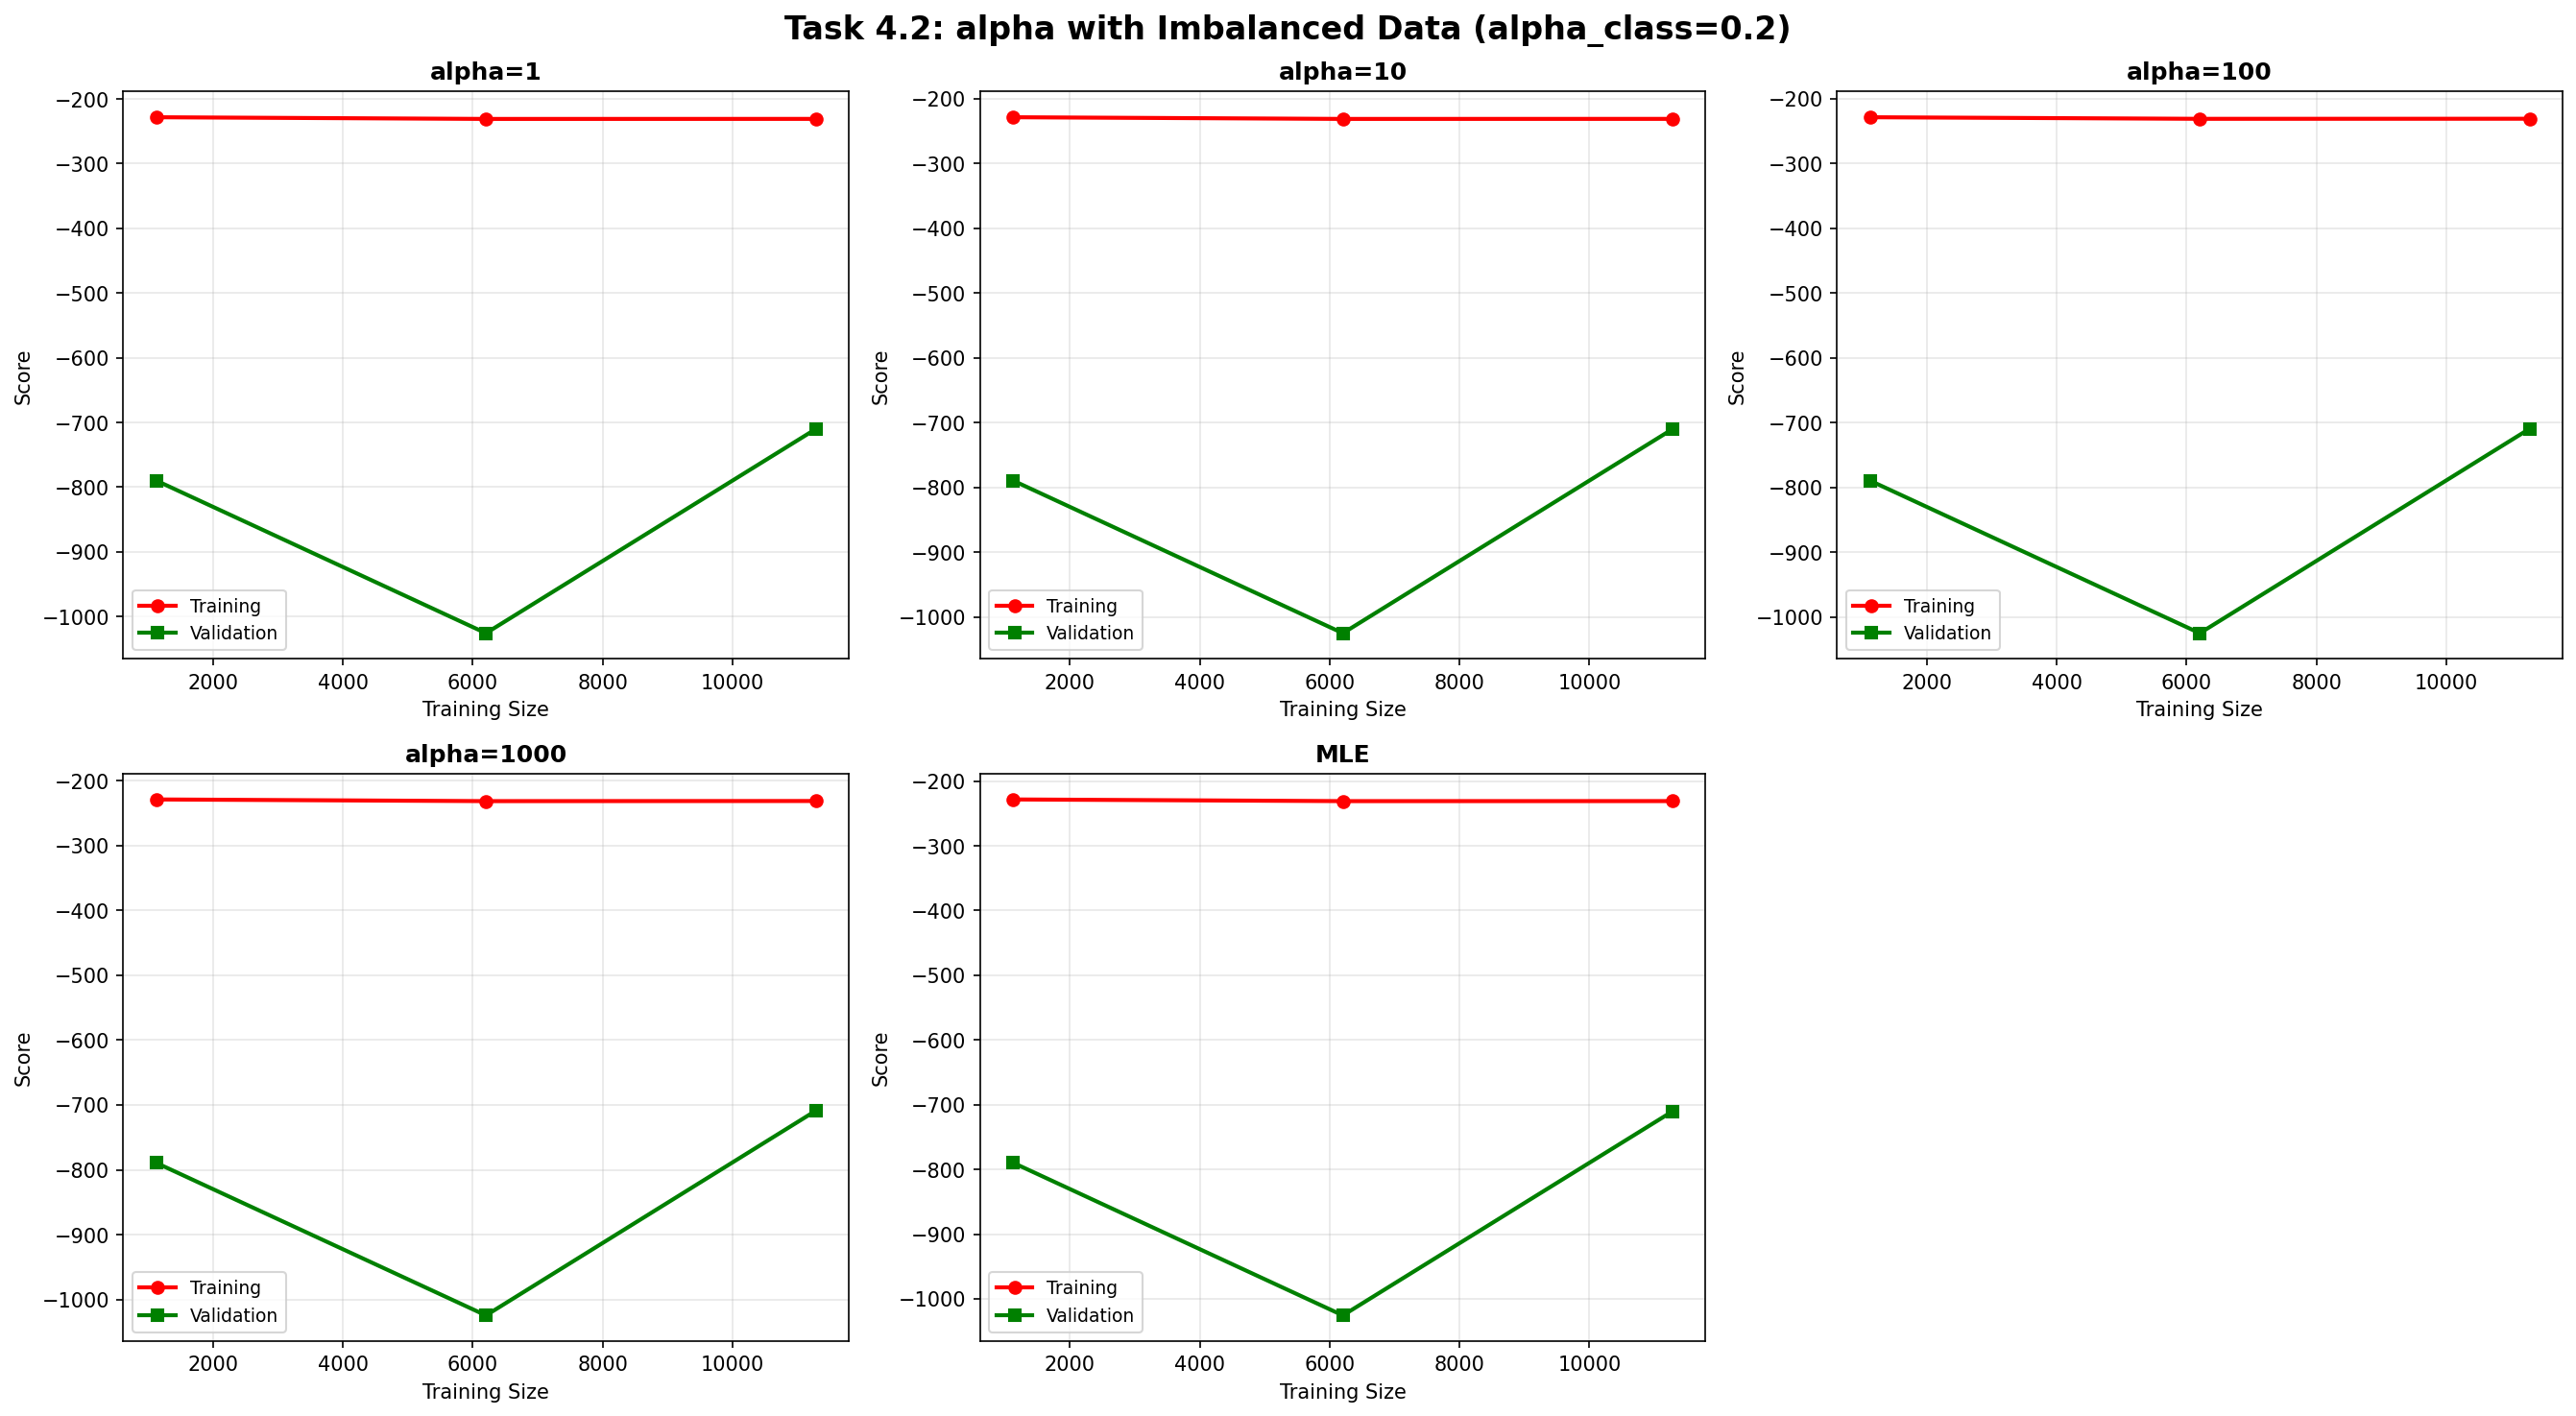 Task 4.2: alpha with Imbalanced Data (alpha_class=0.2)
alpha=1
−200
−300
−400
−500
−600
−700
−800
−900
−1000
Score
Training
Validation
2000 4000 6000 8000 10000
Training Size
alpha=10
−200
−300
−400
−500
−600
−700
−800
−900
−1000
Score
Training
Validation
2000 4000 6000 8000 10000
Training Size
alpha=100
−200
−300
−400
−500
−600
−700
−800
−900
−1000
Score
Training
Validation
2000 4000 6000 8000 10000
Training Size
alpha=1000
−200
−300
−400
−500
−600
−700
−800
−900
−1000
Score
Training
Validation
2000 4000 6000 8000 10000
Training Size
MLE
−200
−300
−400
−500
−600
−700
−800
−900
−1000
Score
Training
Validation
2000 4000 6000 8000 10000
Training Size